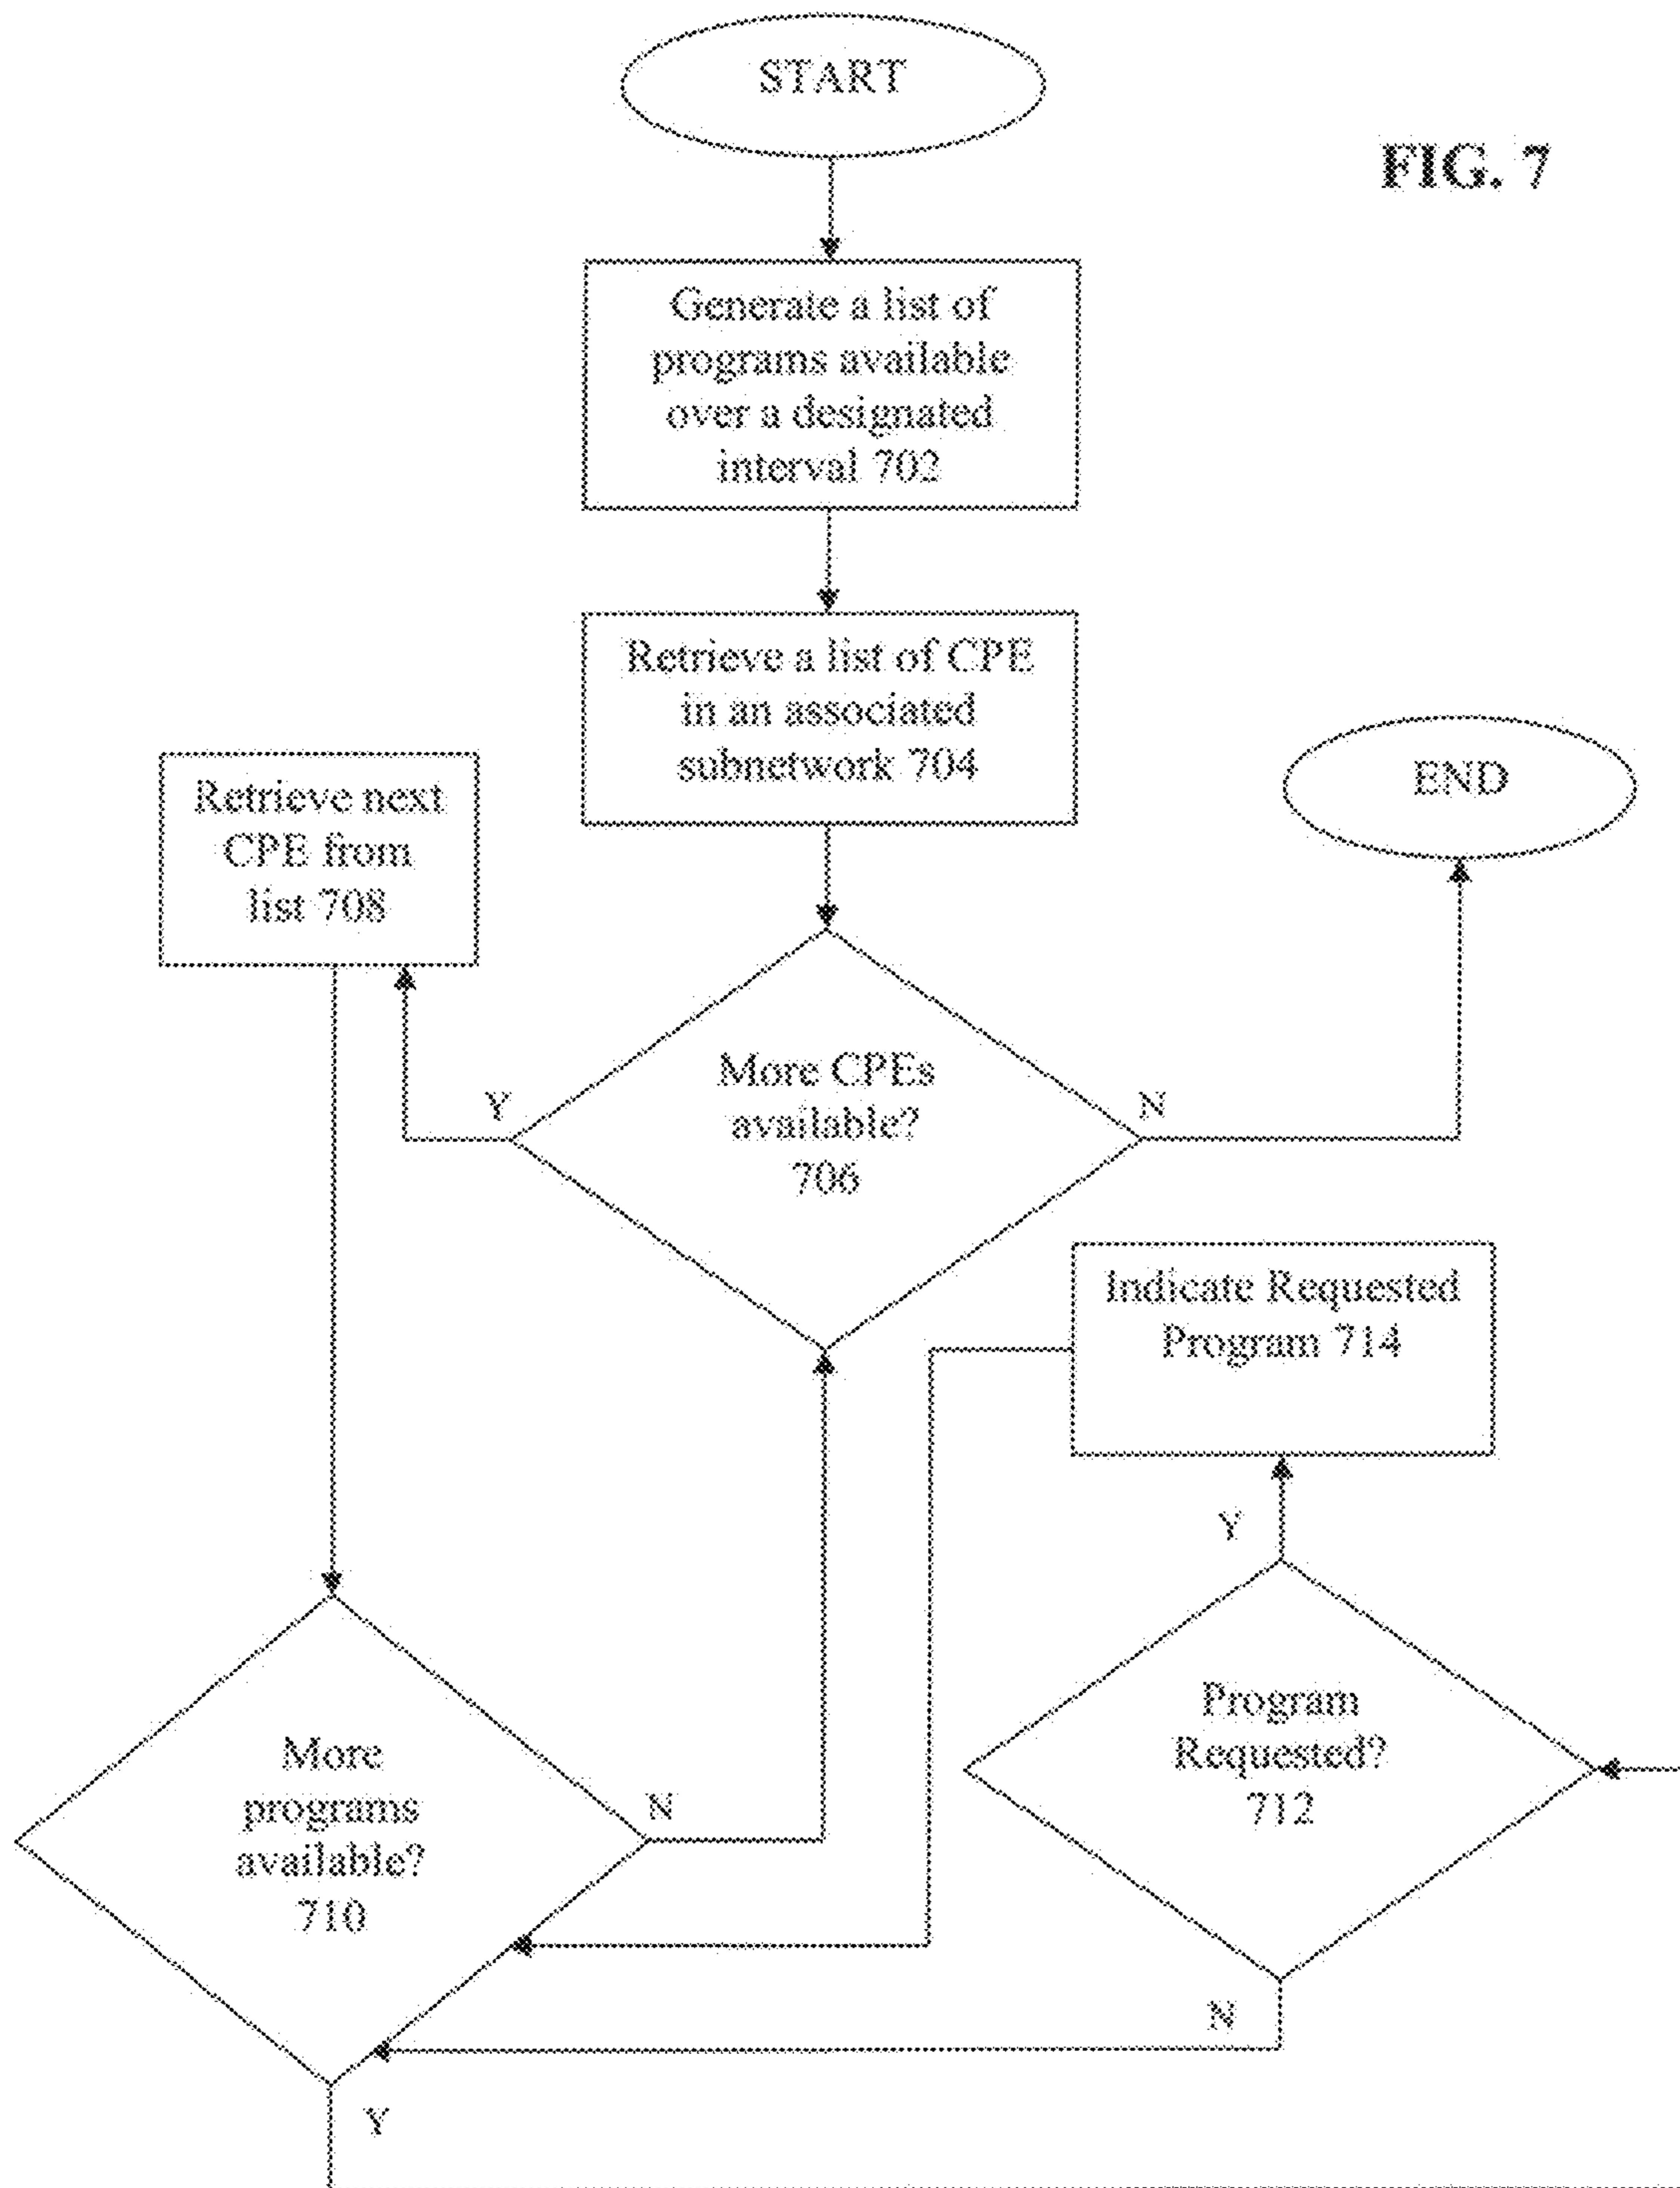 START
FIG. 7
Generate a list of
programs available
over a designated
interval 702
Retrieve a list of CPE
in an associated
subnetwork 704
Retrieve next
CPE from
list 708
END
More CPEs
available?
706
Y
N
Indicate Requested
Program 714
Y
Program
Requested?
712
N
More
programs
available?
710
N
Y